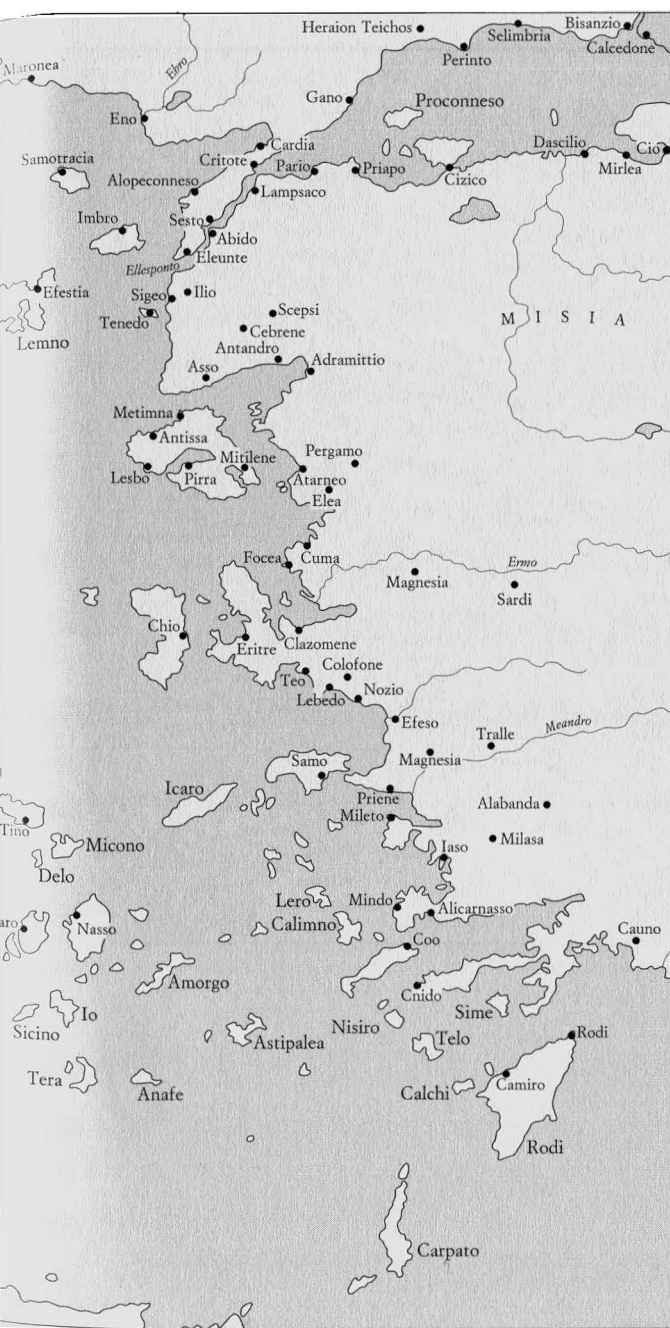 Heraion Teichos
Selimbria
Bisanzio
Calcedone
Perinto
Maronea
Ebro
Gano
Proconneso
Eno
Cardia
Dascilio
Ció
Samotracia
Critote
Pario
Priapo
Cizico
Mirlea
Alopeconneso
Lampsaco
Imbro
Sesto
Abido
Eleunte
Ellesponto
Efestia
Sigeo
Ilio
Scepsi
Tenedo
Cebrene
MISIA
Lemno
Antandro
Adramittio
Asso
Metimna
Antissa
Mitilene
Pergamo
Lesbo
Pirra
Atarneo
Elea
Focea
Cuma
Ermo
Magnesia
Sardi
Chio
Eritre
Clazomene
Colofone
Teo
Lebedo
Nozio
Efeso
Tralle
Meandro
Magnesia
Samo
Icaro
Priene
Alabanda
Tino
Mileto
Micono
Iaso
Milasa
Delo
Lero
Mindo
Alicarnasso
aro
Nasso
Calimno
Cauno
Coo
Amorgo
Cnido
Io
Sicino
Sime
Nisiro
Astipalea
Telo
Rodi
Tera
Anafe
Calchi
Camiro
Rodi
Carpato